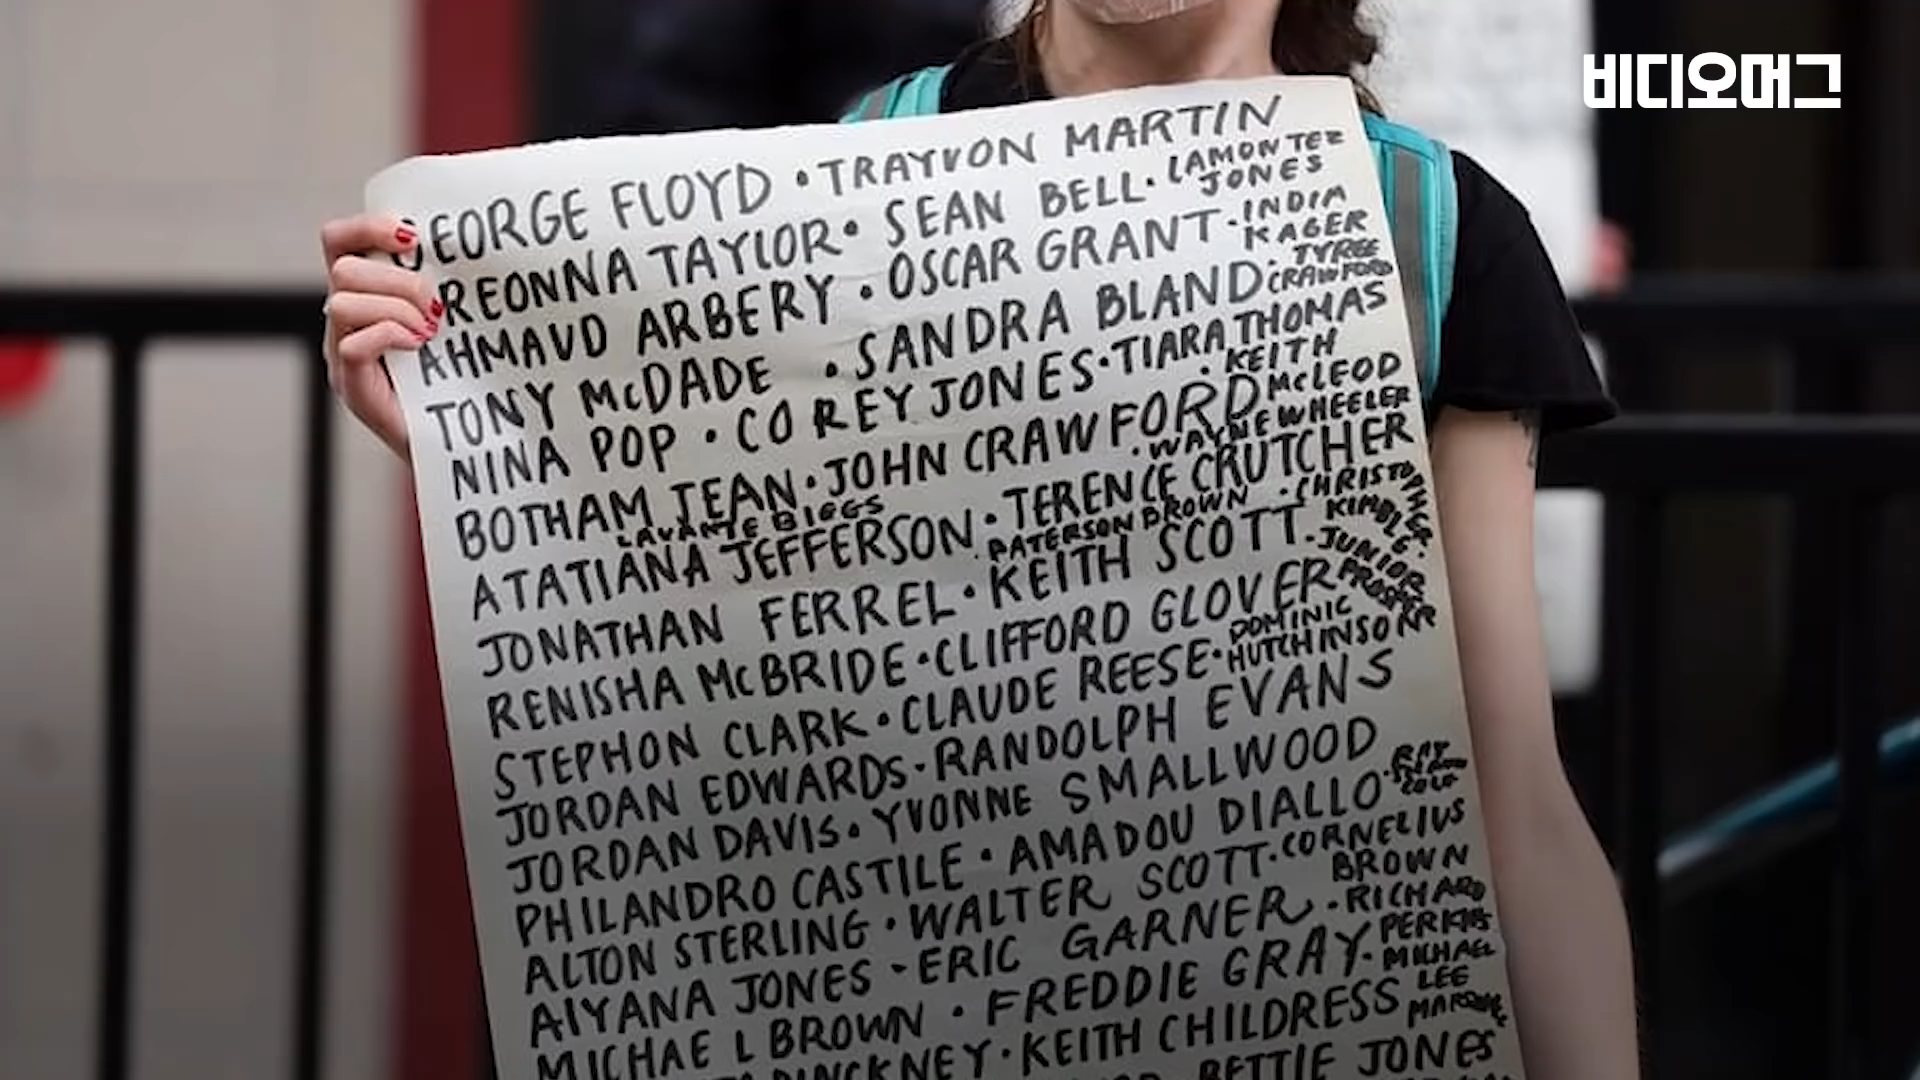 비디오머그
GEORGE FLOYD • TRAYVON MARTIN
REONNA TAYLOR • SEAN BELL • LAMONTEZ JONES
AHMAUD ARBERY • OSCAR GRANT • INDIA KAGER
TONY McDADE • SANDRA BLAND • TYREE CRAWFORD
NINA POP • COREY JONES • TIARA THOMAS
BOTHAM JEAN • JOHN CRAWFORD • KEITH McLEOD
LAVANTE BIGGS • WAYNE WHEELER
ATATIANA JEFFERSON • TERENCE CRUTCHER
• PATERSON BROWN • CHRISTOPHER KIMBLE •
JONATHAN FERREL • KEITH SCOTT • JUNIOR PROSPER
RENISHA McBRIDE • CLIFFORD GLOVER
STEPHON CLARK • CLAUDE REESE • DOMINIC HUTCHINSON
JORDAN EDWARDS • RANDOLPH EVANS
JORDAN DAVIS • YVONNE SMALLWOOD
PHILANDRO CASTILE • AMADOU DIALLO
ALTON STERLING • WALTER SCOTT • CORNELIUS BROWN
AIYANA JONES • ERIC GARNER • RICHARD PERKINS
MICHAEL BROWN • FREDDIE GRAY • MICHAEL LEE
PINCKNEY • KEITH CHILDRESS
BETTIE JONES